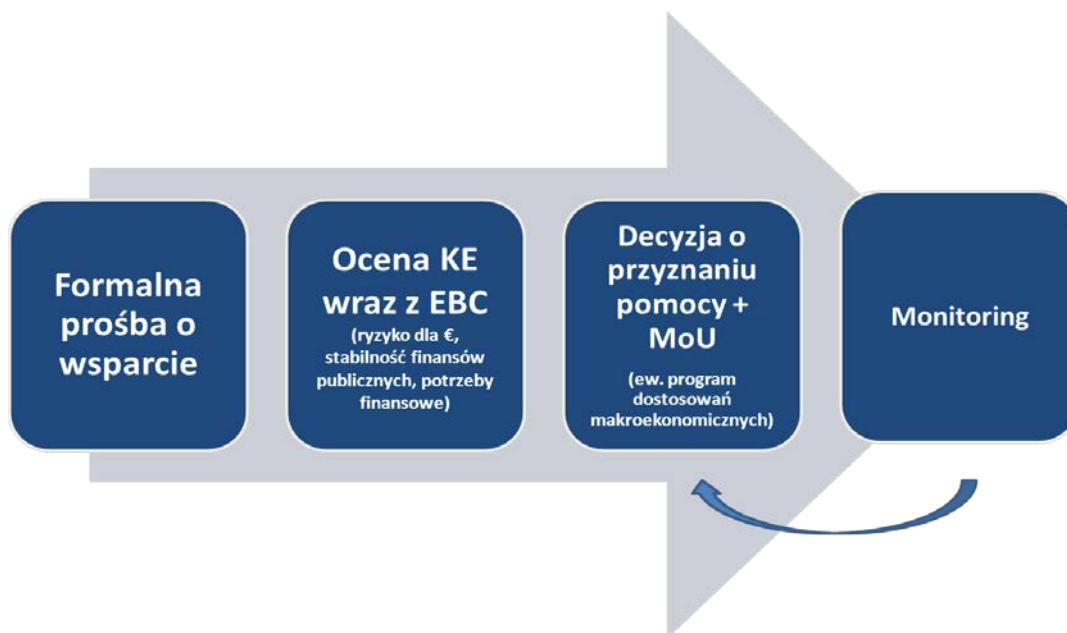 Formalna
prośba o
wsparcie
Ocena KE
wraz z EBC
(ryzyko dla €,
stabilność finansów
publicznych, potrzeby
finansowe)
Decyzja o
przyznaniu
pomocy +
MoU
(ew. program
dostosowań
makroekonomicznych)
Monitoring